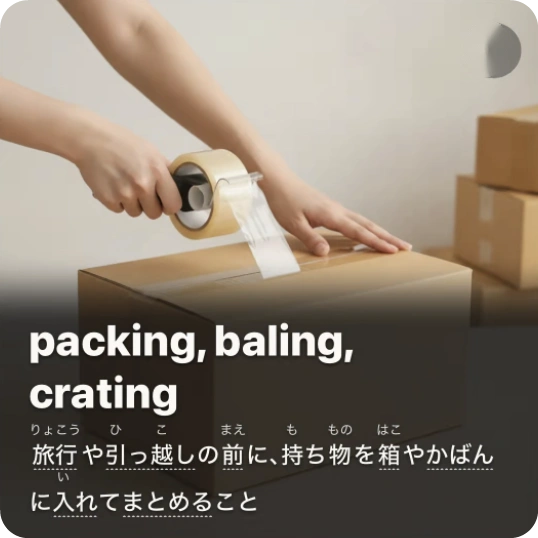 packing, baling,
crating
りょこう ひ こ まえ も もの はこ
旅行や引っ越しの前に、持ち物を箱やかばん
い
に入れてまとめること